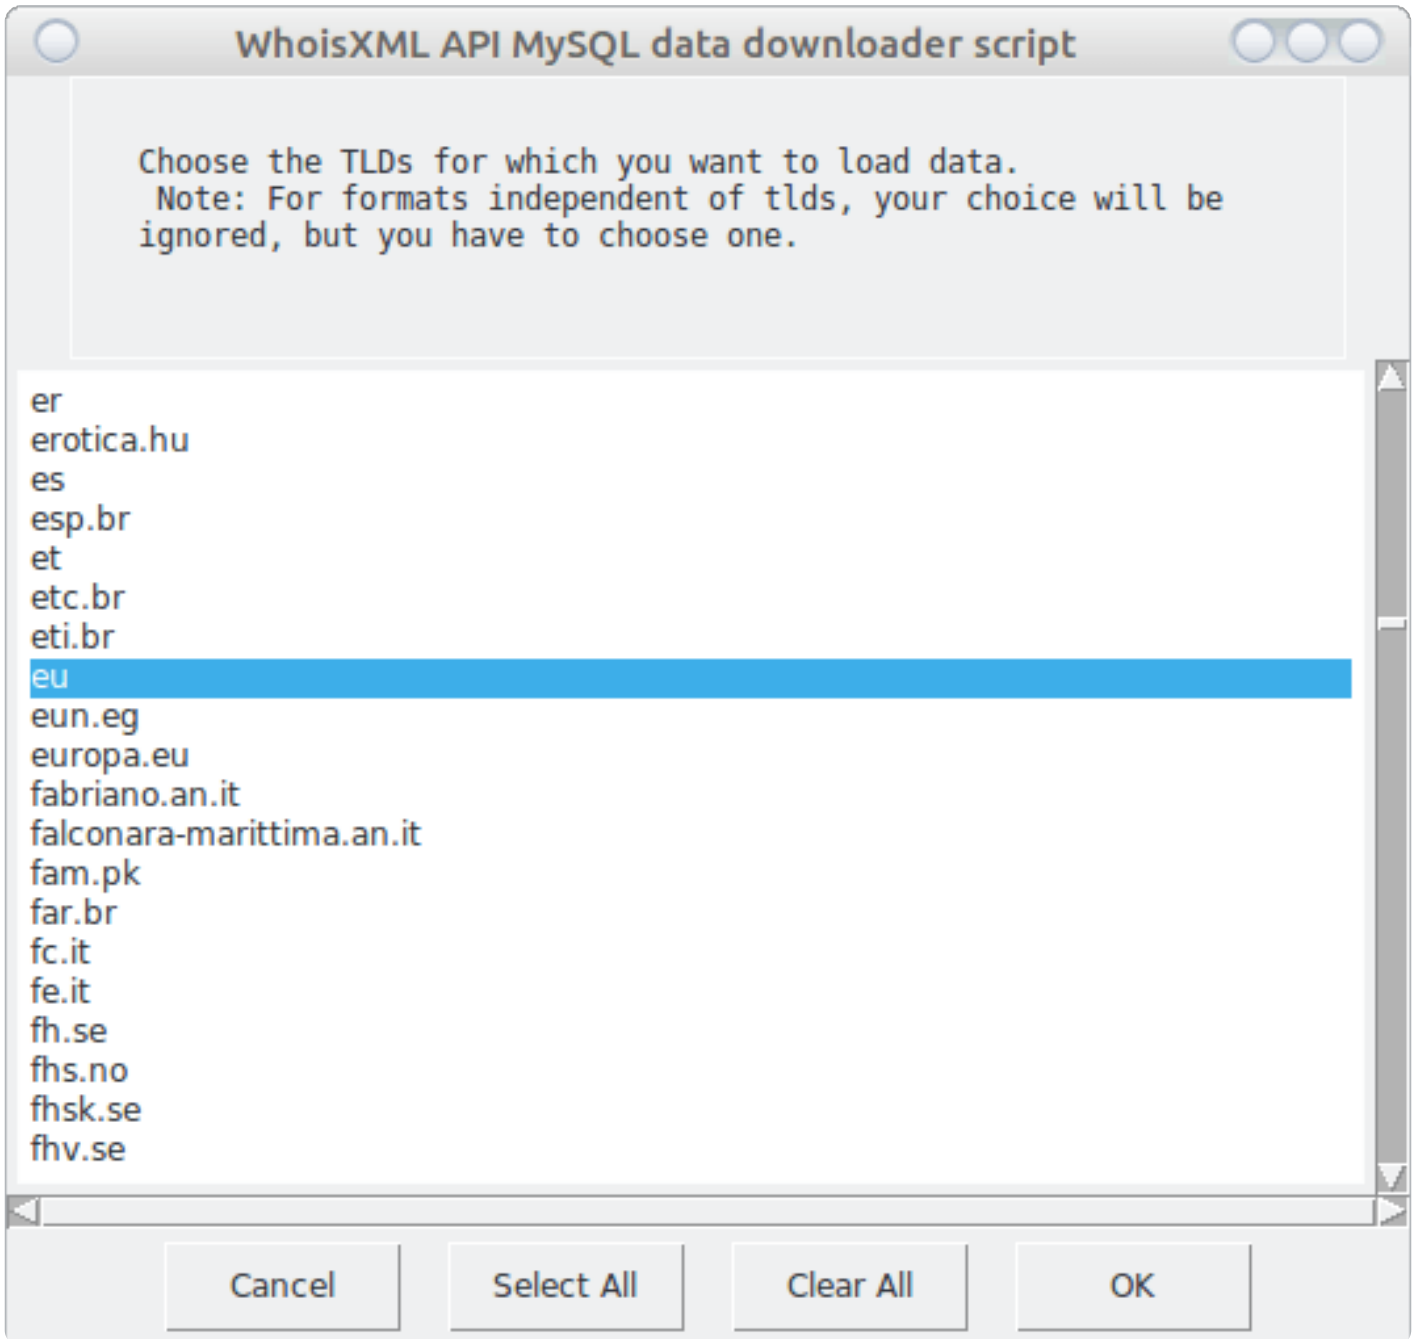 WhoisXML API MySQL data downloader script
Choose the TLDs for which you want to load data.
Note: For formats independent of tlds, your choice will be
ignored, but you have to choose one.
er
erotica.hu
es
esp.br
et
etc.br
eti.br
eu
eun.eg
europa.eu
fabriano.an.it
falconara-marittima.an.it
fam.pk
far.br
fc.it
fe.it
fh.se
fhs.no
fhsk.se
fhv.se
Cancel
Select All
Clear All
OK